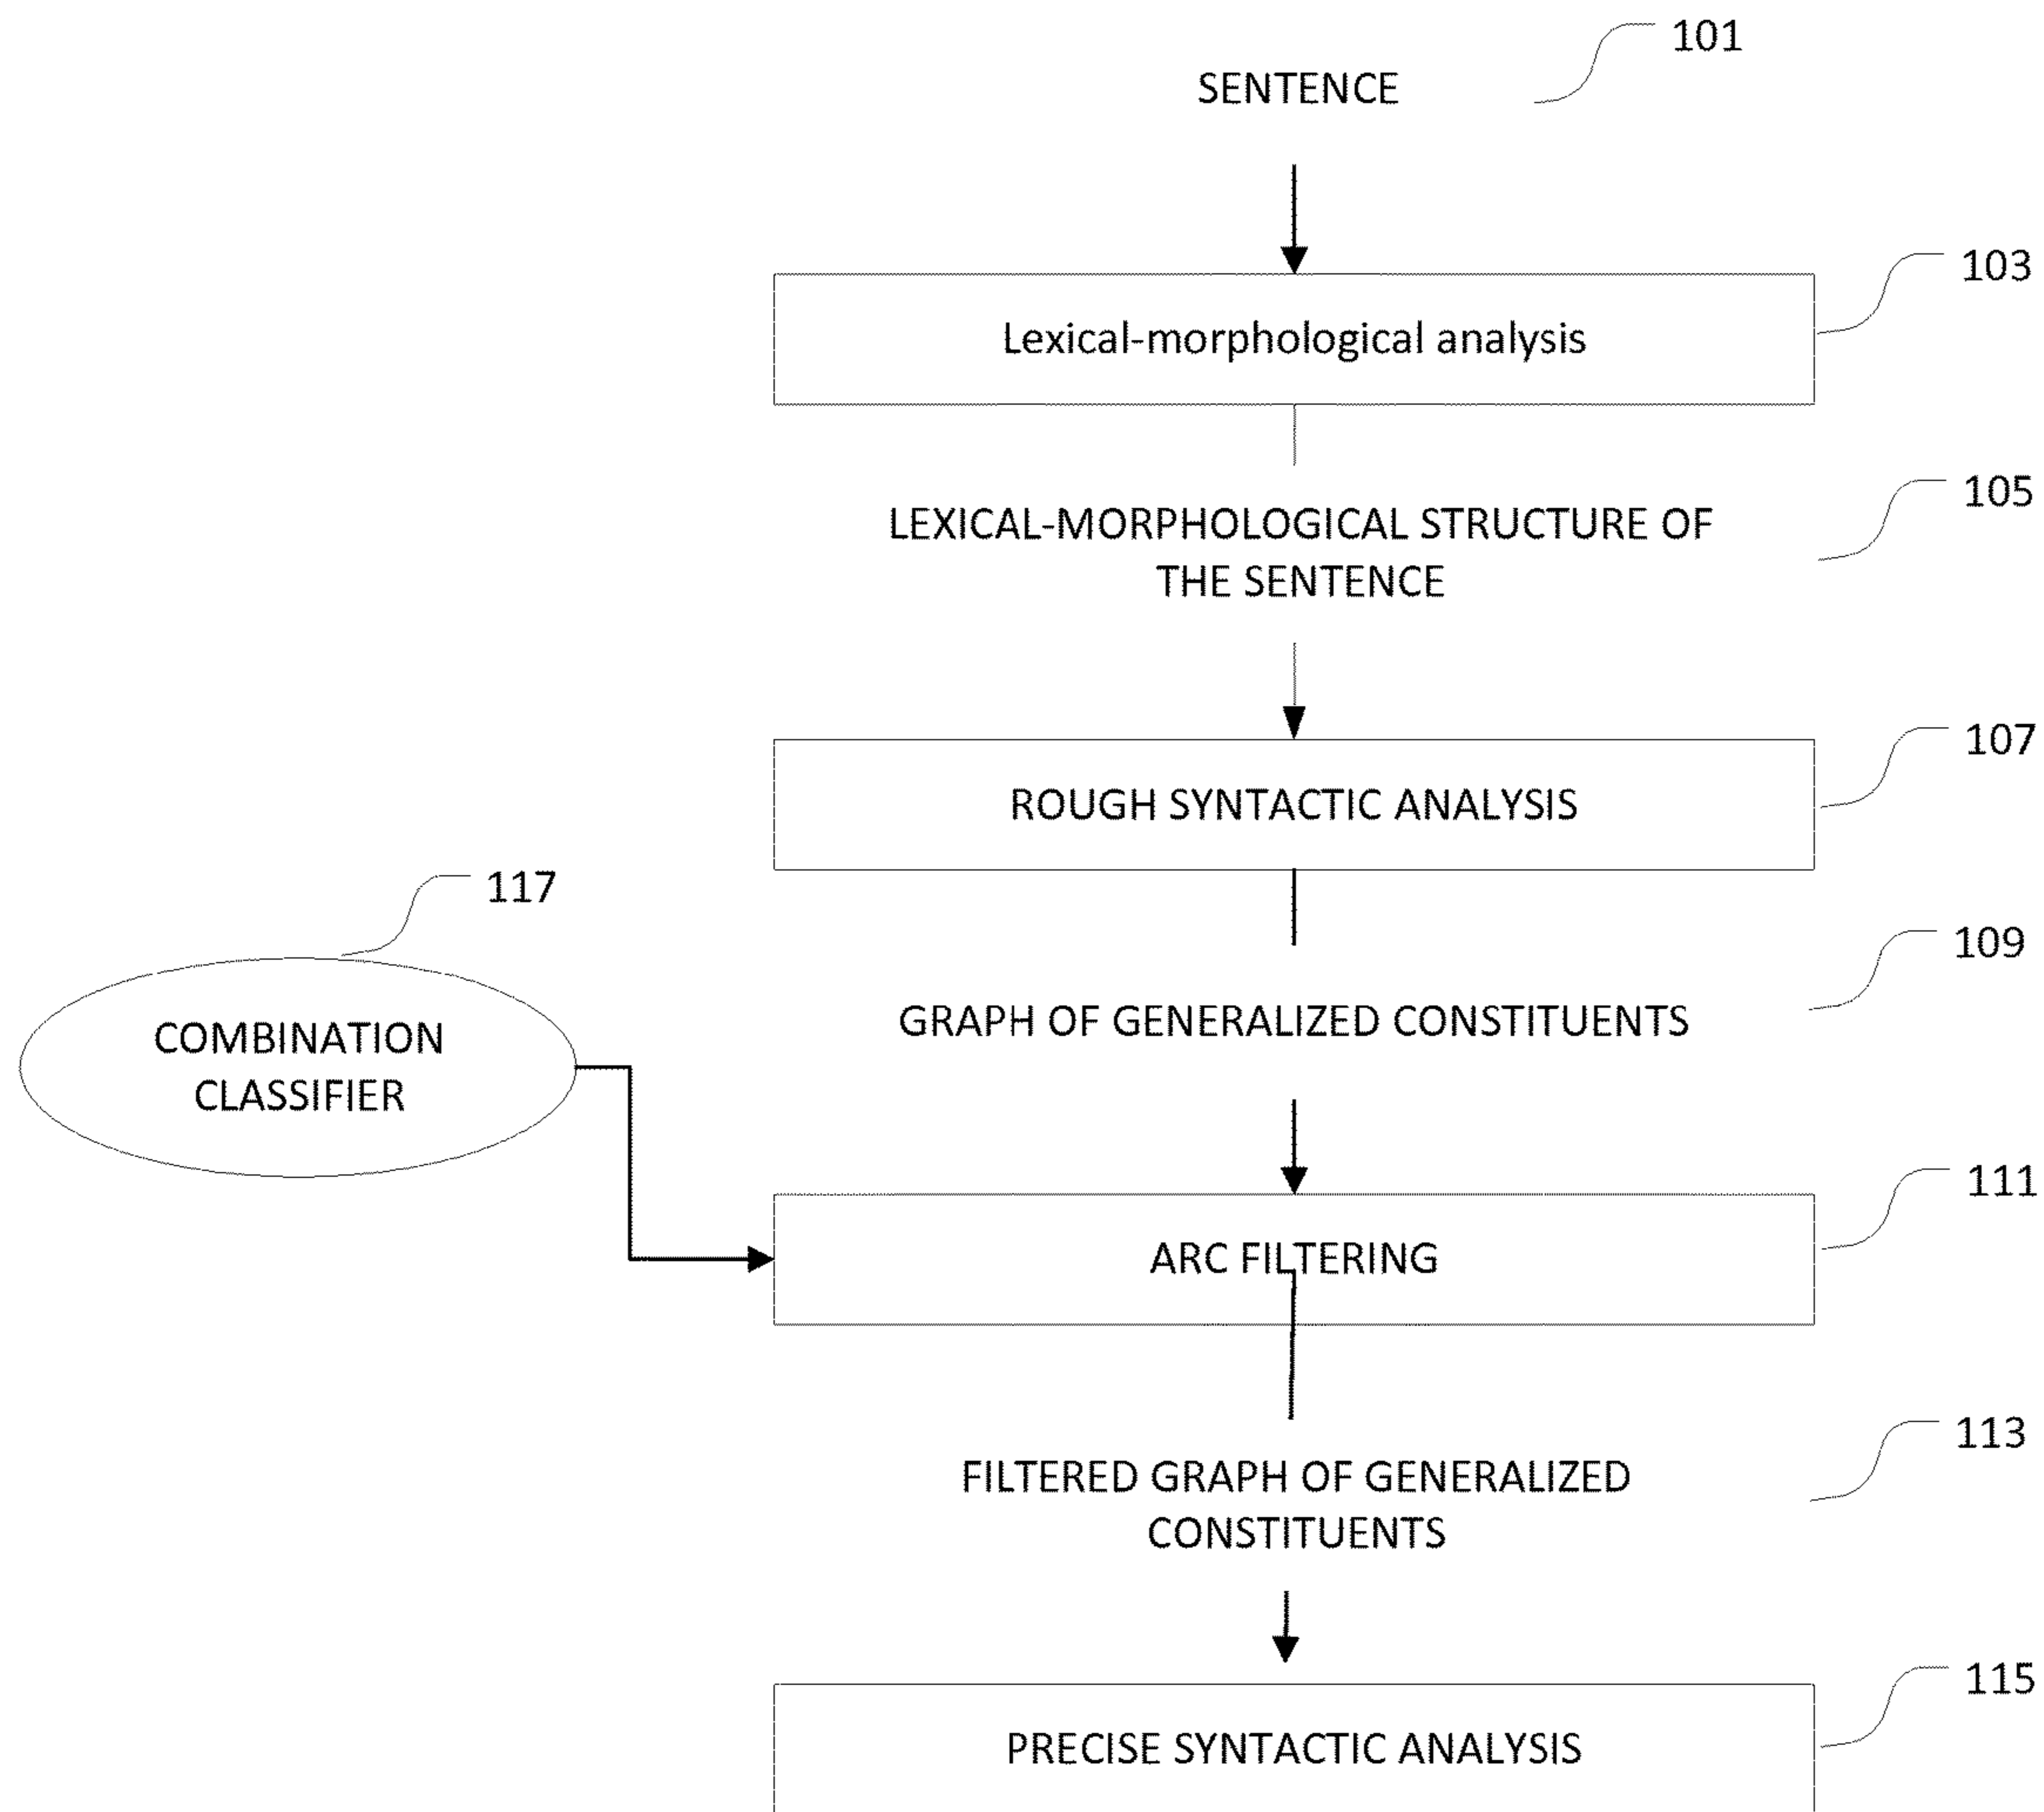 101
SENTENCE
103
Lexical-morphological analysis
105
LEXICAL-MORPHOLOGICAL STRUCTURE OF
THE SENTENCE
107
ROUGH SYNTACTIC ANALYSIS
117
109
GRAPH OF GENERALIZED CONSTITUENTS
COMBINATION
CLASSIFIER
111
ARC FILTERING
113
FILTERED GRAPH OF GENERALIZED
CONSTITUENTS
115
PRECISE SYNTACTIC ANALYSIS